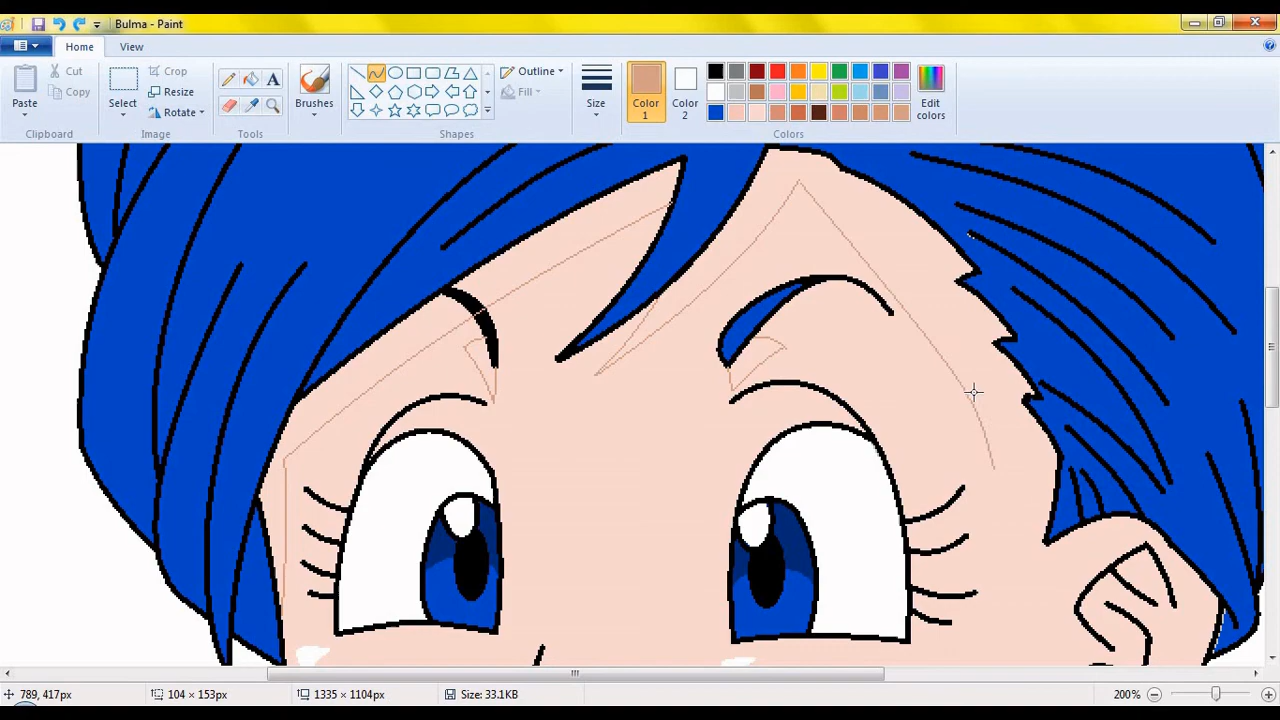 Bulma - Paint
Home View
Paste
Cut
Copy
Clipboard
Select
Crop
Resize
Rotate
Image
A
Tools
Brushes
Outline
Fill
Shapes
Size
Color 1
Color 2
Edit colors
Colors
789, 417px
104 × 153px
1335 × 1104px
Size: 33.1KB
200%